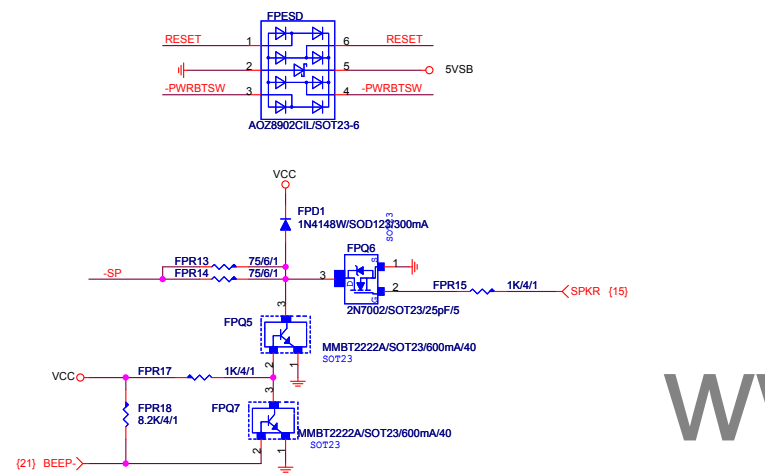 FPESD
RESET 1 6 RESET
2 5 5VSB
-PWRBTSW 3 4 -PWRBTSW
AOZ8902CIL/SOT23-6
VCC
FPD1
1N4148W/SOD123/300mA
SOT23
FPR13 75/6/1
FPQ6
-SP
FPR14 75/6/1
3 D S 1
G 2 FPR15 1K/4/1 SPKR {15}
2N7002/SOT23/25pF/5
3
FPQ5
MMBT2222A/SOT23/600mA/40
SOT23
2 1
VCC FPR17 1K/4/1
3
FPR18
8.2K/4/1
FPQ7
MMBT2222A/SOT23/600mA/40
SOT23
2 1
{21} BEEP-